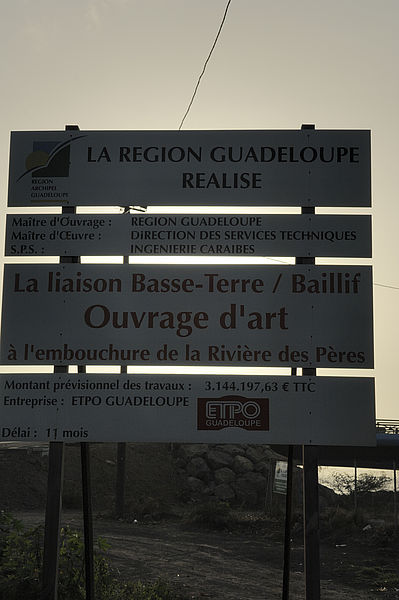 LA REGION GUADELOUPE
REALISE
REGION
ARCHIPEL
GUADELOUPE
Maître d'Ouvrage : REGION GUADELOUPE
Maître d'Œuvre : DIRECTION DES SERVICES TECHNIQUES
S.P.S. : INGENIERIE CARAIBES
La liaison Basse-Terre / Baillif
Ouvrage d'art
à l'embouchure de la Rivière des Pères
Montant prévisionnel des travaux : 3.144.197,63 € TTC
Entreprise : ETPO GUADELOUPE
ETPO
GUADELOUPE
Délai : 11 mois